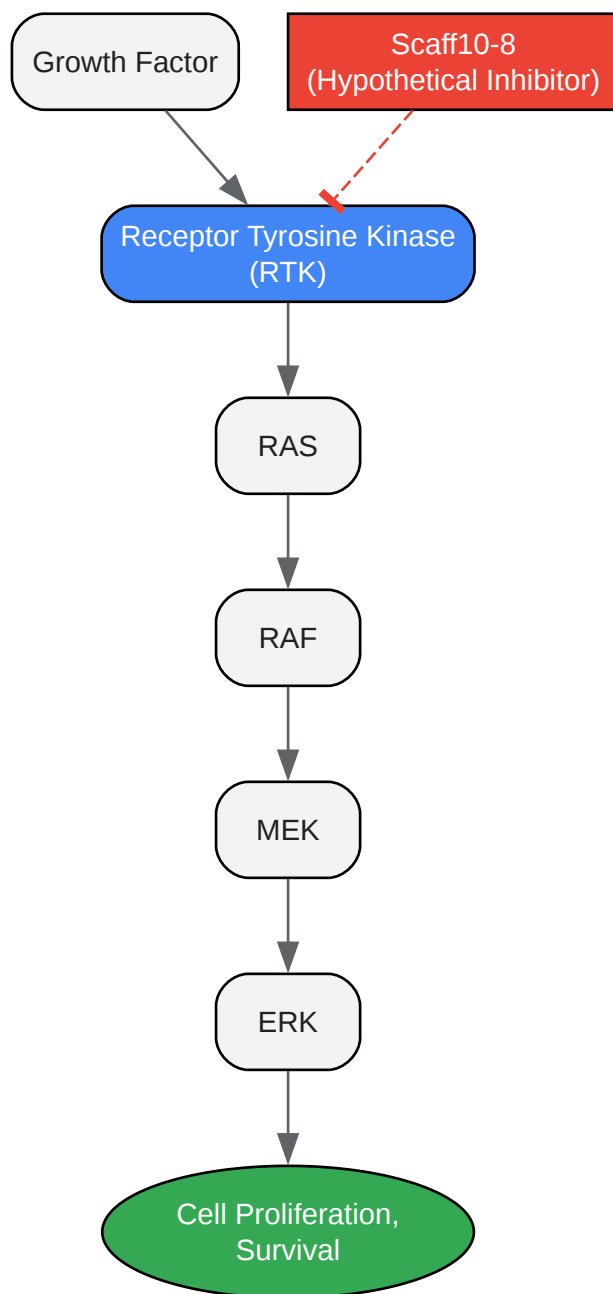 Growth Factor
Scaff10-8
(Hypothetical Inhibitor)
Receptor Tyrosine Kinase
(RTK)
RAS
RAF
MEK
ERK
Cell Proliferation,
Survival